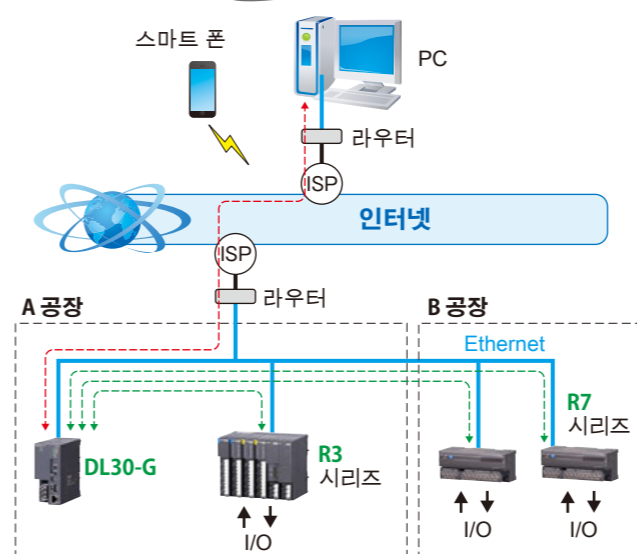 스마트 폰
PC
라우터
ISP
인터넷
ISP
라우터
A 공장
B 공장
Ethernet
R7
시리즈
R3
시리즈
DL30-G
I/O
I/O
I/O